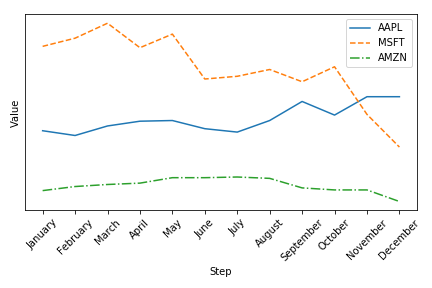 AAPL
MSFT
AMZN
Value
January
February
March
April
May
June
July
August
September
October
November
December
Step